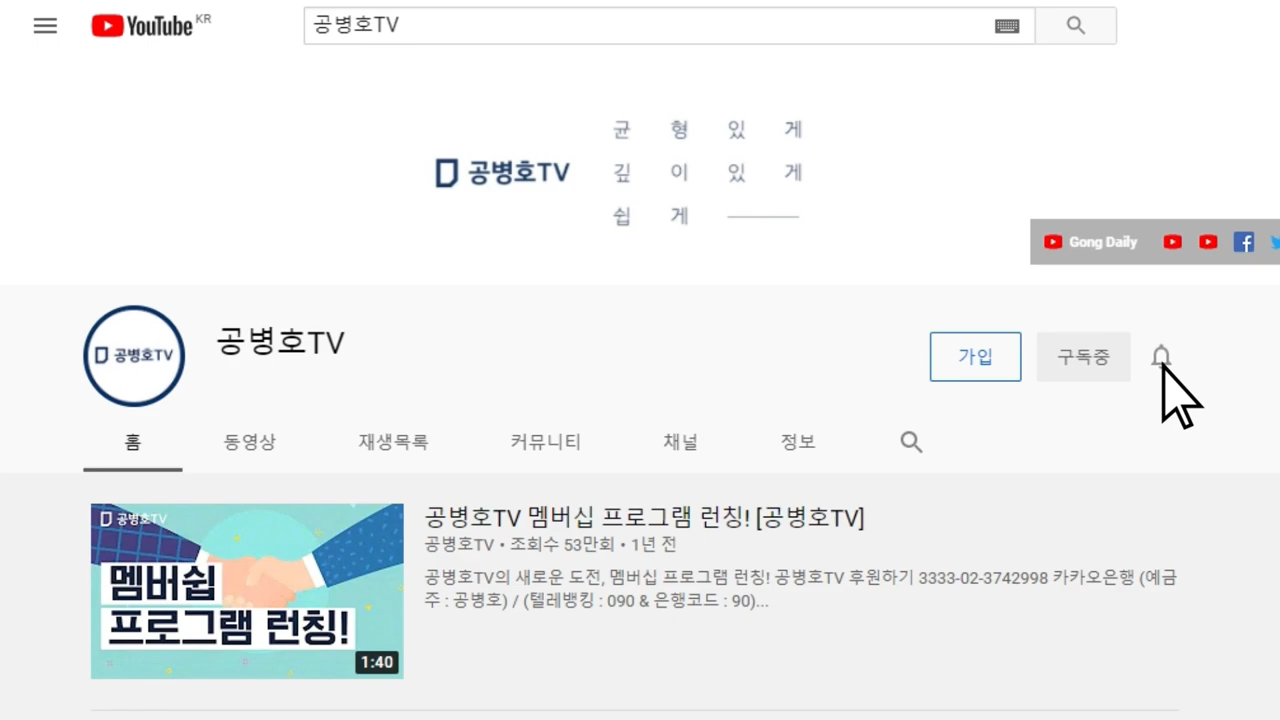 YouTube KR
공병호TV
공병호TV
균형있게
깊이있게
쉽게
Gong Daily
공병호TV
공병호TV
가입
구독중
홈
동영상
재생목록
커뮤니티
채널
정보
공병호TV
멤버쉽
프로그램 런칭!
1:40
공병호TV 멤버십 프로그램 런칭! [공병호TV]
공병호TV • 조회수 53만회 • 1년 전
공병호TV의 새로운 도전, 멤버십 프로그램 런칭! 공병호TV 후원하기 3333-02-3742998 카카오은행 (예금
주 : 공병호) / (텔레뱅킹 : 090 & 은행코드 : 90)...